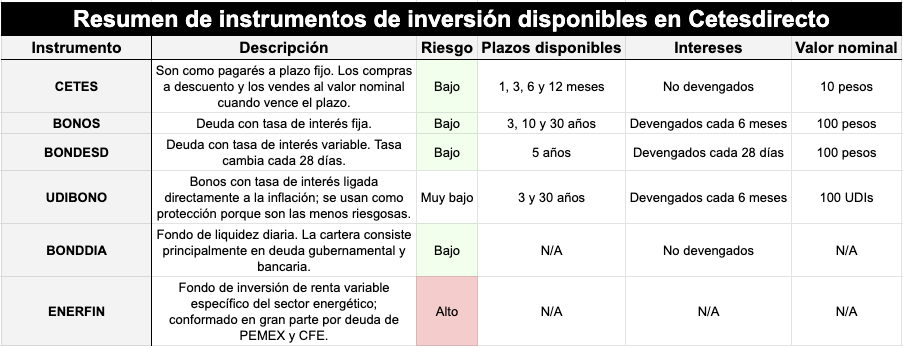 Resumen de instrumentos de inversión disponibles en Cetesdirecto
Instrumento Descripción Riesgo Plazos disponibles Intereses Valor nominal
CETES
Son como pagarés a plazo fijo. Los compras
a descuento y los vendes al valor nominal
cuando vence el plazo.
Bajo
1, 3, 6 y 12 meses
No devengados
10 pesos
BONOS
Deuda con tasa de interés fija.
Bajo
3, 10 y 30 años
Devengados cada 6 meses
100 pesos
BONDESD
Deuda con tasa de interés variable. Tasa
cambia cada 28 días.
Bajo
5 años
Devengados cada 28 días
100 pesos
UDIBONO
Bonos con tasa de interés ligada
directamente a la inflación; se usan como
protección porque son las menos riesgosas.
Muy bajo
3 y 30 años
Devengados cada 6 meses
100 UDIs
BONDDIA
Fondo de liquidez diaria. La cartera consiste
principalmente en deuda gubernamental y
bancaria.
Bajo
N/A
No devengados
N/A
ENERFIN
Fondo de inversión de renta variable
específico del sector energético;
conformado en gran parte por deuda de
PEMEX y CFE.
Alto
N/A
N/A
N/A